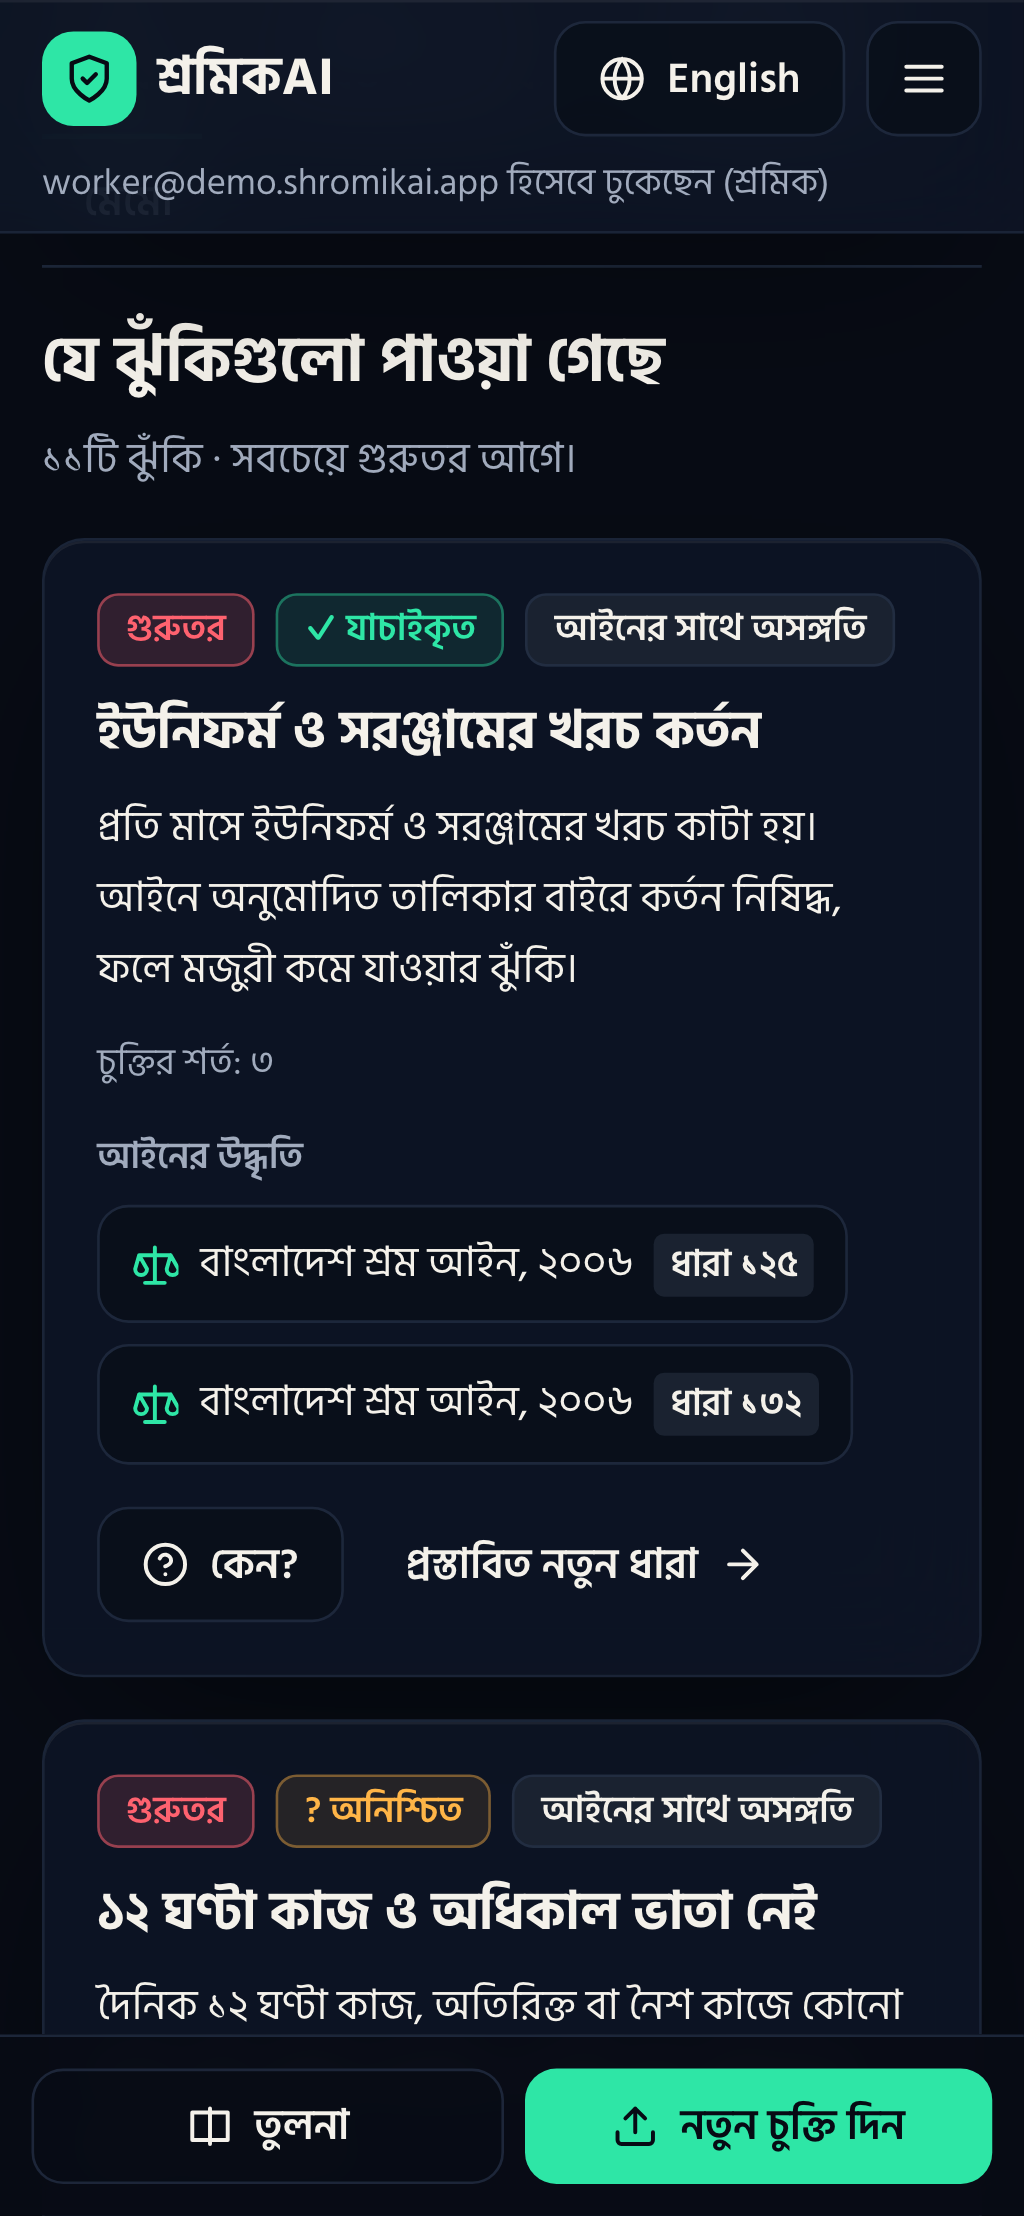 শ্রমিকAI
English
worker@demo.shromikai.app হিসেবে ঢুকেছেন (শ্রমিক)
মেমো
যে ঝুঁকিগুলো পাওয়া গেছে
১১টি ঝুঁকি · সবচেয়ে গুরুতর আগে।
গুরুতর
✓ যাচাইকৃত
আইনের সাথে অসঙ্গতি
ইউনিফর্ম ও সরঞ্জামের খরচ কর্তন
প্রতি মাসে ইউনিফর্ম ও সরঞ্জামের খরচ কাটা হয়।
আইনে অনুমোদিত তালিকার বাইরে কর্তন নিষিদ্ধ,
ফলে মজুরী কমে যাওয়ার ঝুঁকি।
চুক্তির শর্ত: ৩
আইনের উদ্ধৃতি
বাংলাদেশ শ্রম আইন, ২০০৬ ধারা ১২৫
বাংলাদেশ শ্রম আইন, ২০০৬ ধারা ১৩২
কেন?
প্রস্তাবিত নতুন ধারা →
গুরুতর
? অনিশ্চিত
আইনের সাথে অসঙ্গতি
১২ ঘণ্টা কাজ ও অধিকাল ভাতা নেই
দৈনিক ১২ ঘণ্টা কাজ, অতিরিক্ত বা নৈশ কাজে কোনো
তুলনা
নতুন চুক্তি দিন